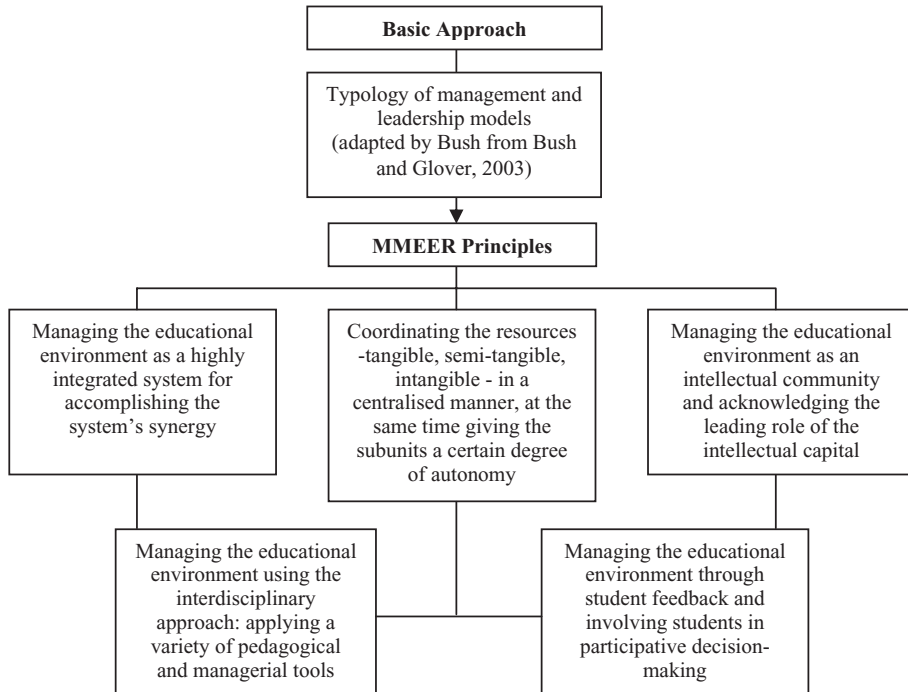 Basic Approach
Typology of management and
leadership models
(adapted by Bush from Bush
and Glover, 2003)
MMEER Principles
Managing the educational
environment as a highly
integrated system for
accomplishing the
system's synergy
Coordinating the resources
-tangible, semi-tangible,
intangible - in a
centralised manner, at the
same time giving the
subunits a certain degree
of autonomy
Managing the educational
environment as an
intellectual community
and acknowledging the
leading role of the
intellectual capital
Managing the educational
environment using the
interdisciplinary
approach: applying a
variety of pedagogical
and managerial tools
Managing the educational
environment through
student feedback and
involving students in
participative decision-
making